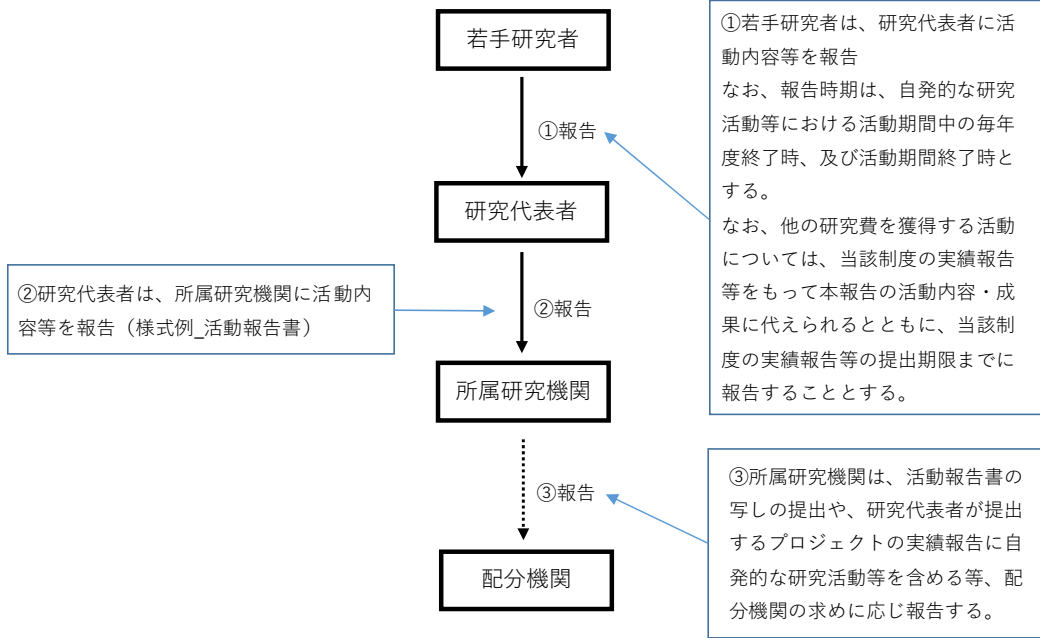 若手研究者
①報告
研究代表者
②報告
所属研究機関
③報告
配分機関
①若手研究者は、研究代表者に活
動内容等を報告
なお、報告時期は、自発的な研究
活動等における活動期間中の毎年
度終了時、及び活動期間終了時と
する。
なお、他の研究費を獲得する活動
については、当該制度の実績報告
等をもって本報告の活動内容・成
果に代えられるとともに、当該制
度の実績報告等の提出期限までに
報告することとする。
②研究代表者は、所属研究機関に活動内
容等を報告（様式例_活動報告書）
③所属研究機関は、活動報告書の
写しの提出や、研究代表者が提出
するプロジェクトの実績報告に自
発的な研究活動等を含める等、配
分機関の求めに応じ報告する。